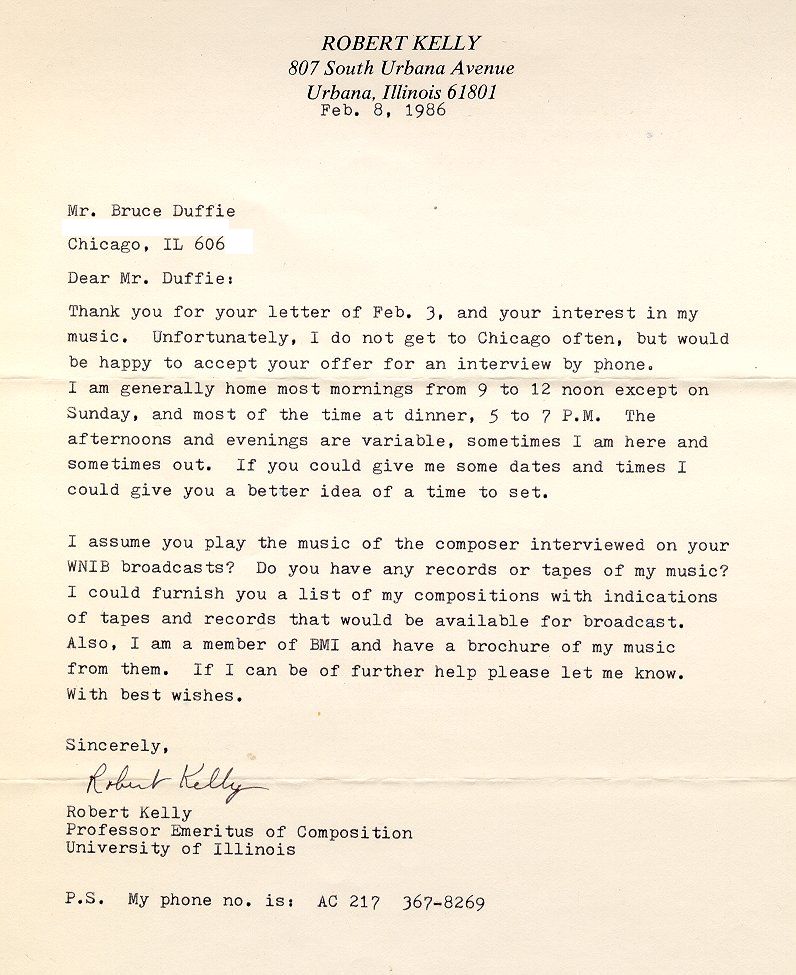 ROBERT KELLY
807 South Urbana Avenue
Urbana, Illinois 61801
Feb. 8, 1986
Mr. Bruce Duffie
Chicago, IL 606
Dear Mr. Duffie:
Thank you for your letter of Feb. 3, and your interest in my
music.  Unfortunately, I do not get to Chicago often, but would
be happy to accept your offer for an interview by phone.
I am generally home most mornings from 9 to 12 noon except on
Sunday, and most of the time at dinner, 5 to 7 P.M.  The
afternoons and evenings are variable, sometimes I am here and
sometimes out.  If you could give me some dates and times I
could give you a better idea of a time to set.
I assume you play the music of the composer interviewed on your
WNIB broadcasts?  Do you have any records or tapes of my music?
I could furnish you a list of my compositions with indications
of tapes and records that would be available for broadcast.
Also, I am a member of BMI and have a brochure of my music
from them.  If I can be of further help please let me know.
With best wishes.
Sincerely,
Robert Kelly
Robert Kelly
Professor Emeritus of Composition
University of Illinois
P.S.  My phone no. is:  AC 217  367-8269